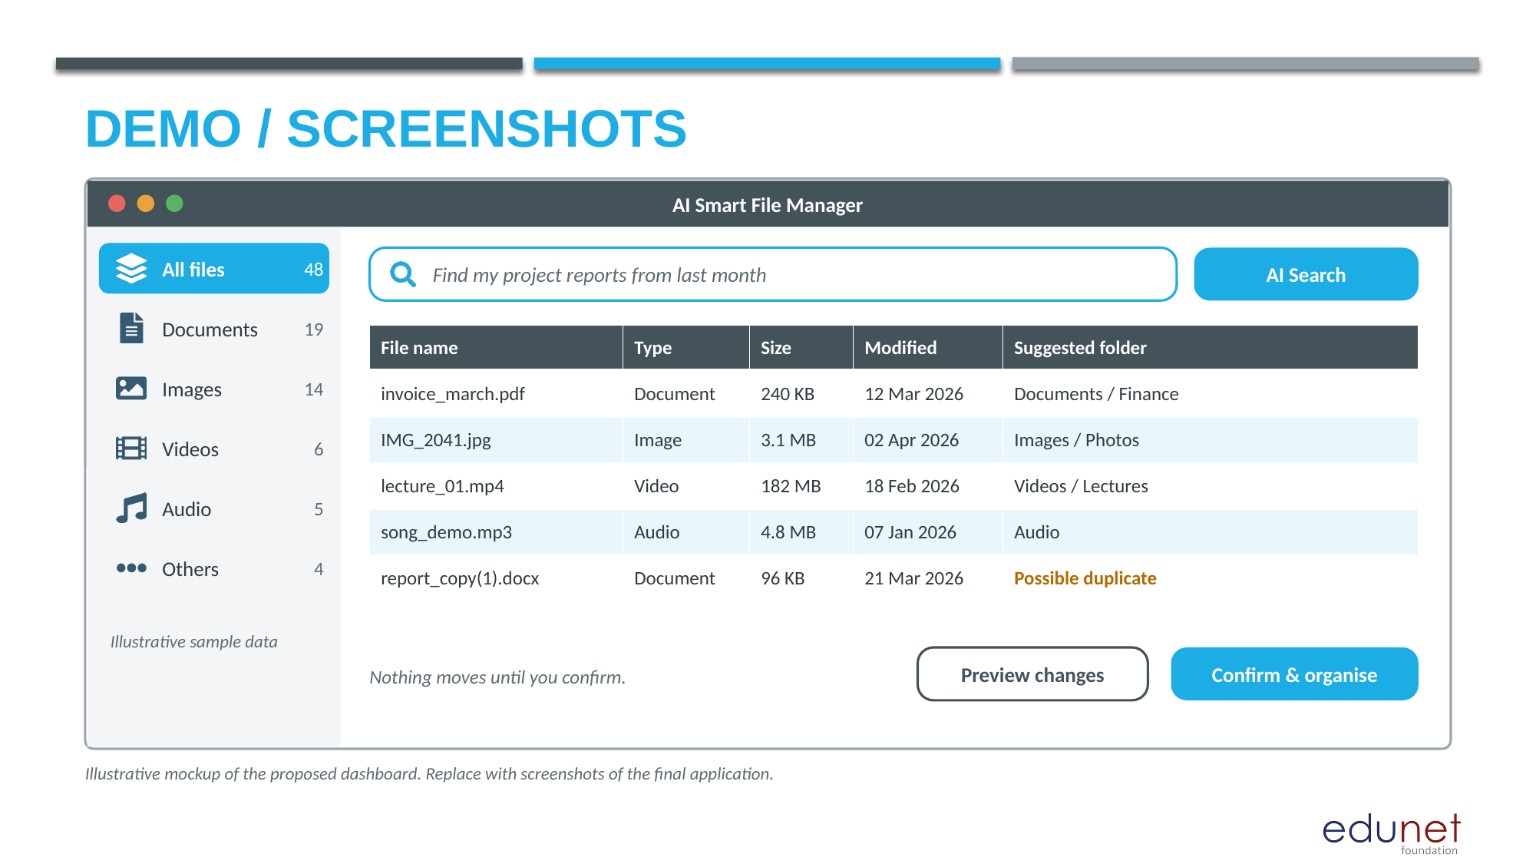 DEMO / SCREENSHOTS
AI Smart File Manager
All files 48
Documents 19
Images 14
Videos 6
Audio 5
Others 4
Illustrative sample data
Find my project reports from last month
AI Search
File name Type Size Modified Suggested folder
invoice_march.pdf Document 240 KB 12 Mar 2026 Documents / Finance
IMG_2041.jpg Image 3.1 MB 02 Apr 2026 Images / Photos
lecture_01.mp4 Video 182 MB 18 Feb 2026 Videos / Lectures
song_demo.mp3 Audio 4.8 MB 07 Jan 2026 Audio
report_copy(1).docx Document 96 KB 21 Mar 2026 Possible duplicate
Nothing moves until you confirm.
Preview changes
Confirm & organise
Illustrative mockup of the proposed dashboard. Replace with screenshots of the final application.
edunet
foundation